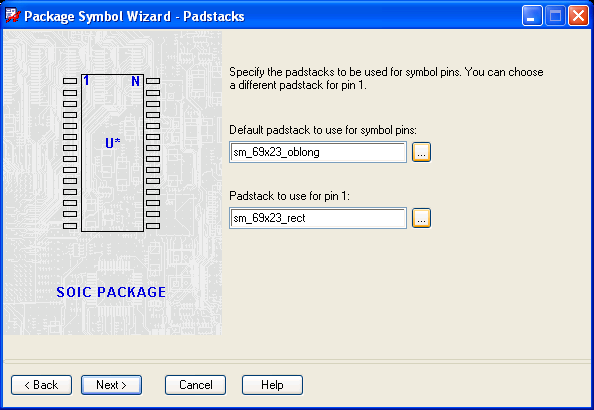 Package Symbol Wizard - Padstacks
1 N
U*
SOIC PACKAGE
Specify the padstacks to be used for symbol pins. You can choose
a different padstack for pin 1.
Default padstack to use for symbol pins:
sm_69x23_oblong
...
Padstack to use for pin 1:
sm_69x23_rect
...
< Back
Next >
Cancel
Help